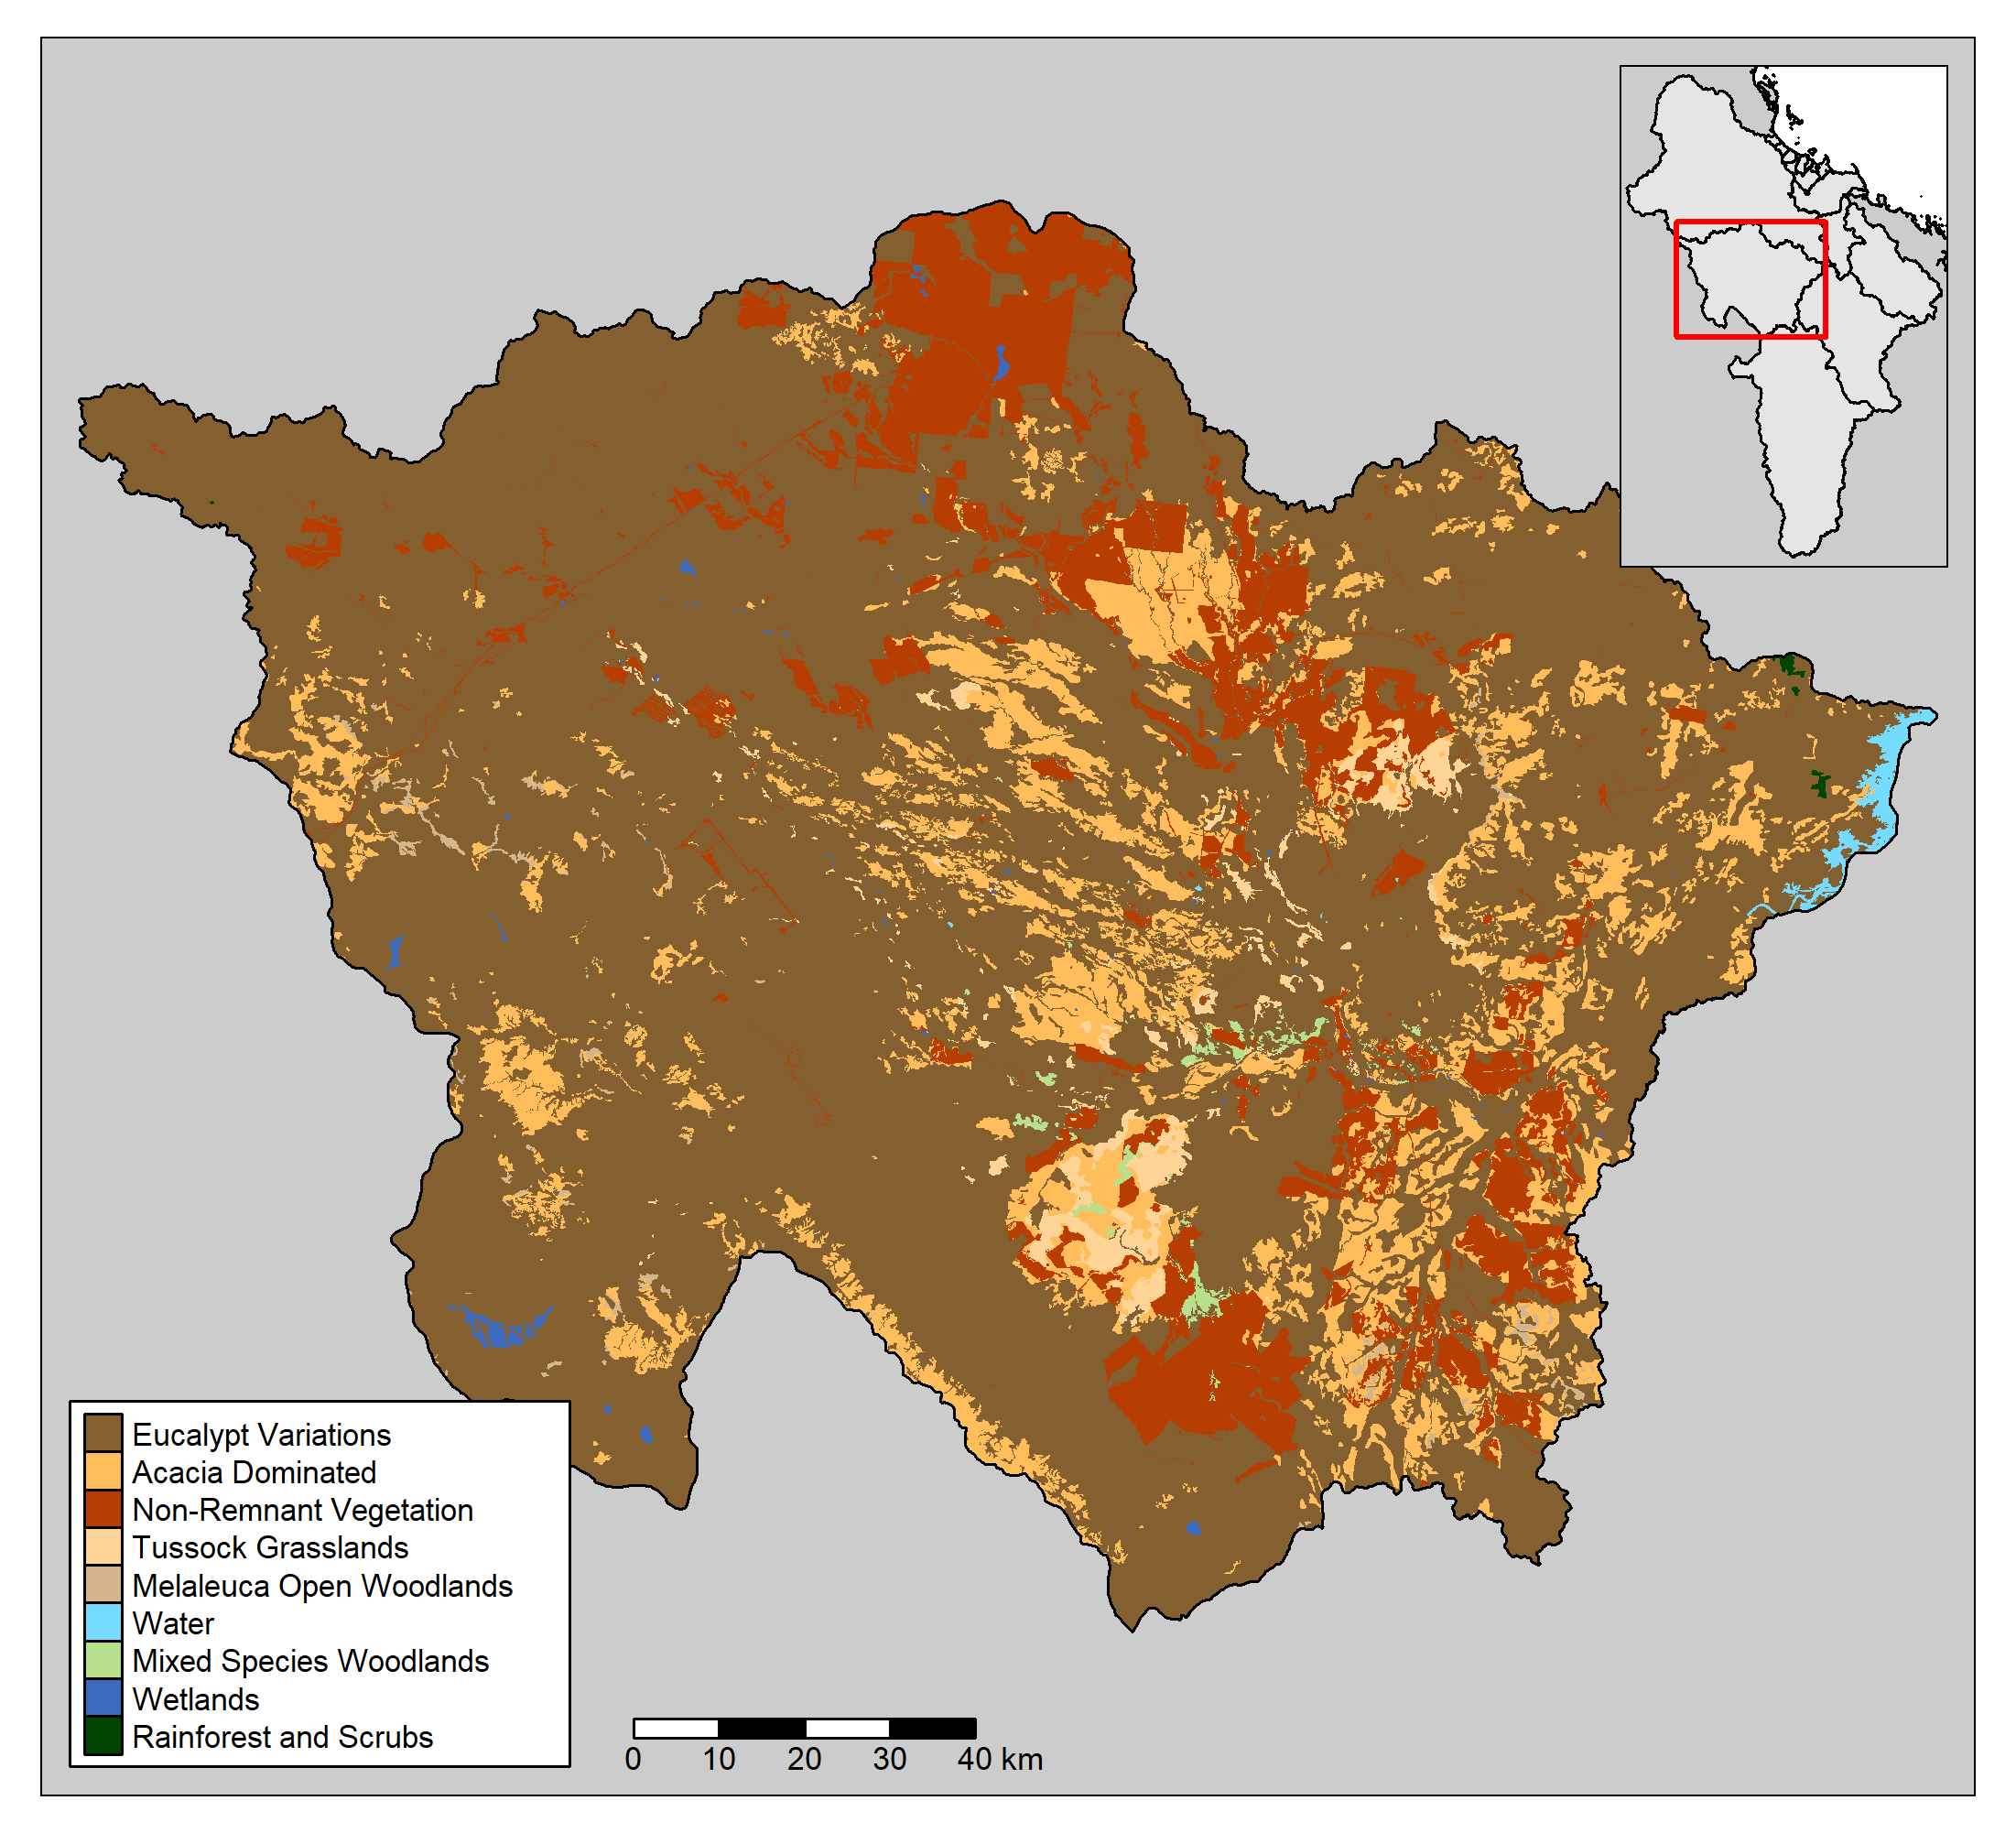 Eucalypt Variations
Acacia Dominated
Non-Remnant Vegetation
Tussock Grasslands
Melaleuca Open Woodlands
Water
Mixed Species Woodlands
Wetlands
Rainforest and Scrubs
0 10 20 30 40 km